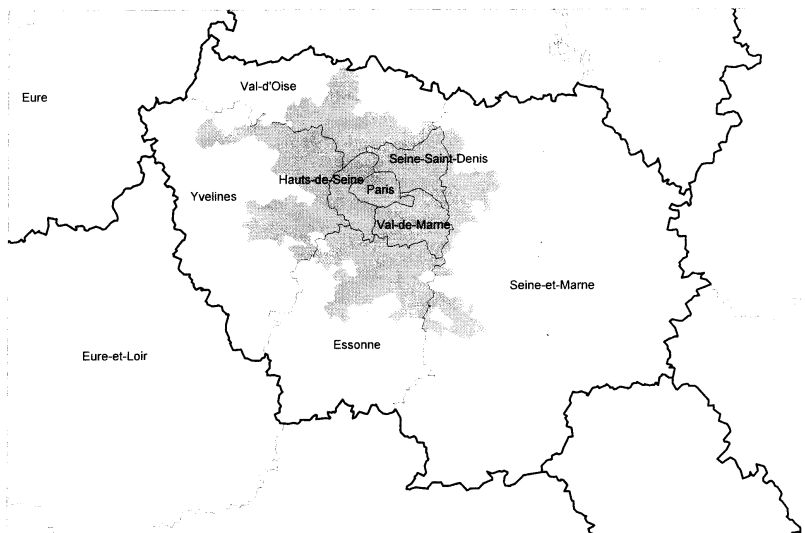 Val-d'Oise
Eure
Seine-Saint-Denis
Hauts-de-Seine
Paris
Yvelines
Val-de-Marne
Seine-et-Marne
Essonne
Eure-et-Loir